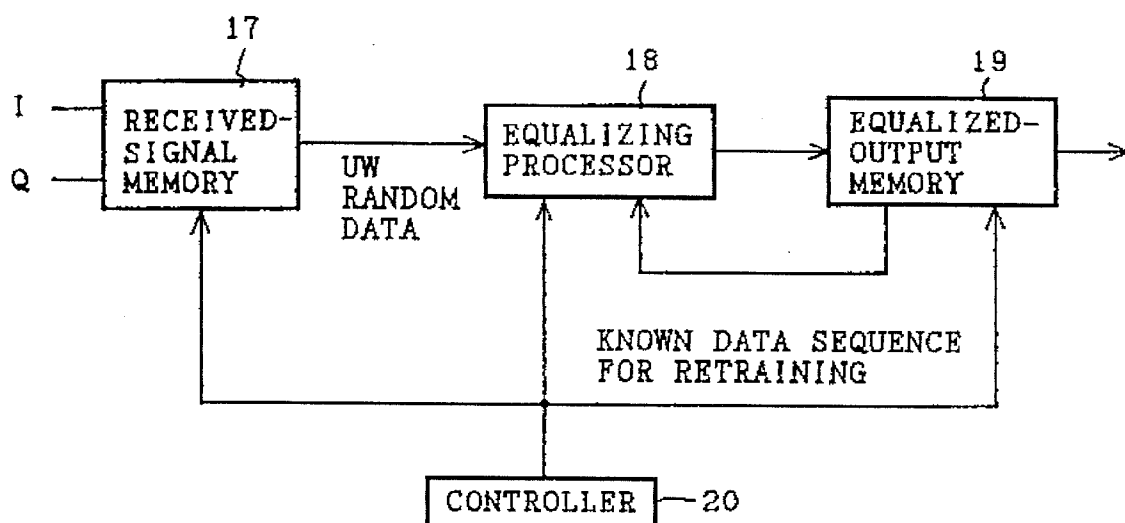 17
I
Q
RECEIVED-
SIGNAL
MEMORY
UW
RANDOM
DATA
18
EQUALIZING
PROCESSOR
19
EQUALIZED-
OUTPUT
MEMORY
KNOWN DATA SEQUENCE
FOR RETRAINING
CONTROLLER
20